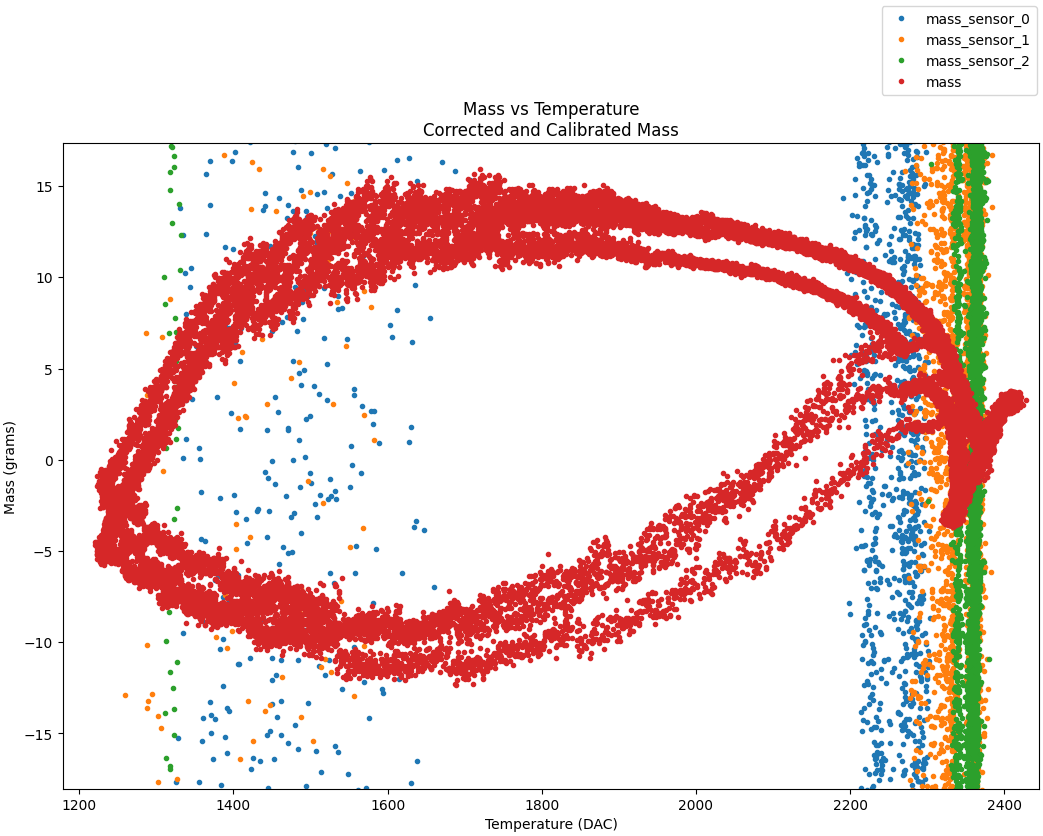 mass_sensor_0
mass_sensor_1
mass_sensor_2
mass
Mass vs Temperature
Corrected and Calibrated Mass
Mass (grams)
15
10
5
0
−5
−10
−15
1200 1400 1600 1800 2000 2200 2400
Temperature (DAC)